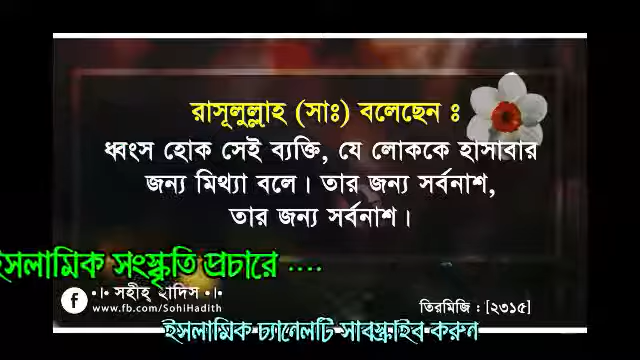 রাসূলুল্লাহ (সাঃ) বলেছেন ঃ
ধ্বংস হোক সেই ব্যক্তি, যে লোককে হাসাবার
জন্য মিথ্যা বলে। তার জন্য সর্বনাশ,
তার জন্য সর্বনাশ।
ইসলামিক সংস্কৃতি প্রচারে ....
•।• সহীহ্ হাদিস •।•
www.fb.com/SohiHadith
তিরমিজি : [২৩১৫]
ইসলামিক চ্যানেলটি সাবস্ক্রাইব করুন